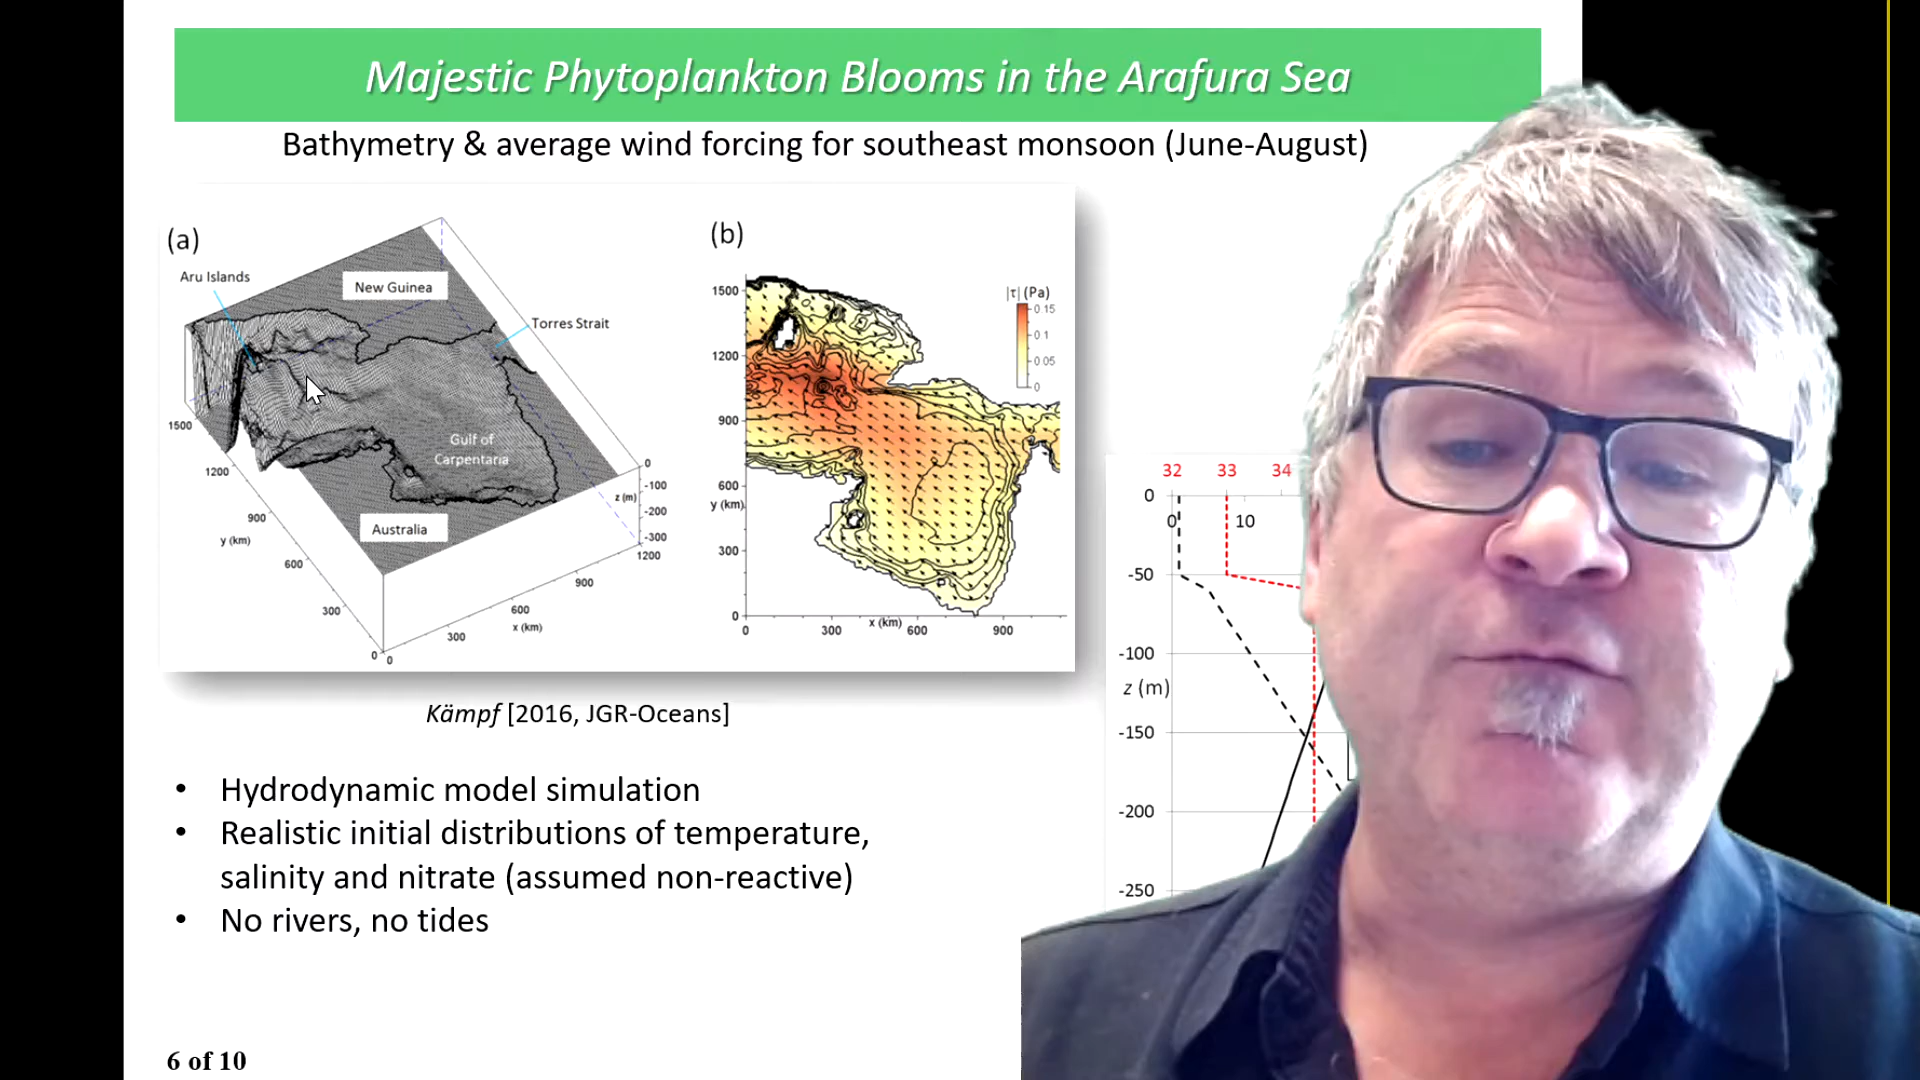 Majestic Phytoplankton Blooms in the Arafura Sea
Bathymetry & average wind forcing for southeast monsoon (June-August)
(a)
Aru Islands
New Guinea
Torres Strait
Gulf of
Carpentaria
Australia
1500
1200
900
y (km)
600
300
0
0
300
600
x (km)
900
1200
z (m)
0
-100
-200
-300
(b)
|τ| (Pa)
0.15
0.1
0.05
0
1500
1200
900
600
y (km)
300
0
0
300
x (km)
600
900
32 33 34
0
0 10
-50
-100
z (m)
-150
-200
-250
Kämpf [2016, JGR-Oceans]
• Hydrodynamic model simulation
• Realistic initial distributions of temperature,
salinity and nitrate (assumed non-reactive)
• No rivers, no tides
6 of 10